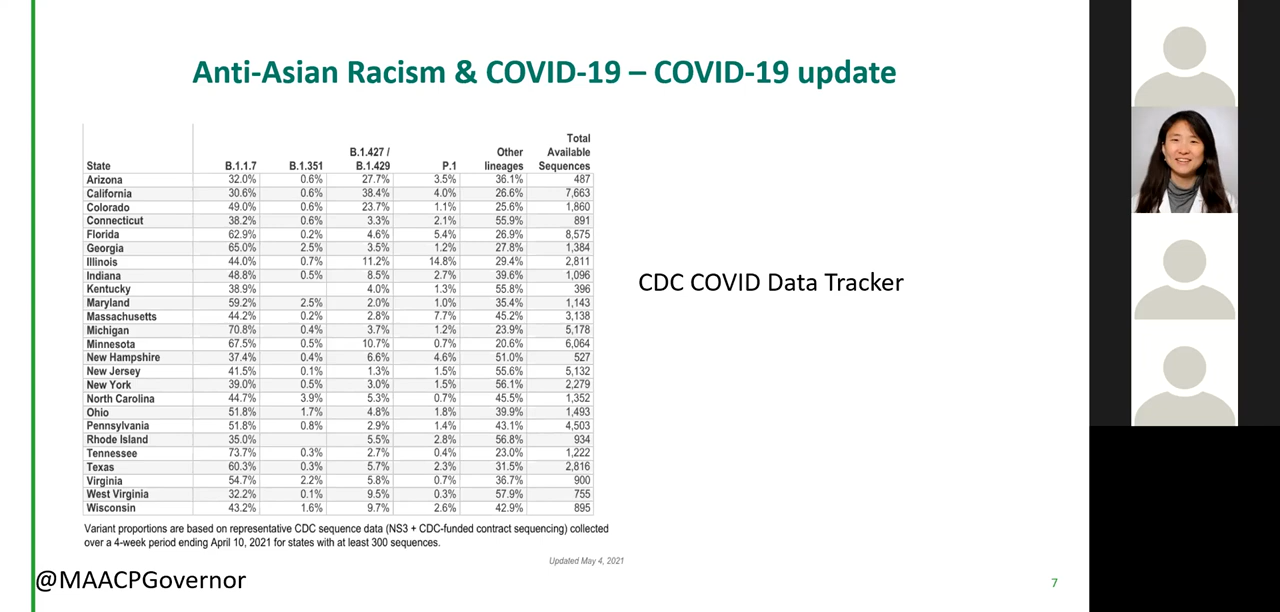 Anti-Asian Racism & COVID-19 – COVID-19 update
State B.1.1.7 B.1.351 B.1.427 / B.1.429 P.1 Other lineages Total Available Sequences
Arizona 32.0% 0.6% 27.7% 3.5% 36.1% 487
California 30.6% 0.6% 38.4% 4.0% 26.6% 7,663
Colorado 49.0% 0.6% 23.7% 1.1% 25.6% 1,860
Connecticut 38.2% 0.6% 3.3% 2.1% 55.9% 891
Florida 62.9% 0.2% 4.6% 5.4% 26.9% 8,575
Georgia 65.0% 2.5% 3.5% 1.2% 27.8% 1,384
Illinois 44.0% 0.7% 11.2% 14.8% 29.4% 2,811
Indiana 48.8% 0.5% 8.5% 2.7% 39.6% 1,096
Kentucky 38.9% 4.0% 1.3% 55.8% 396
Maryland 59.2% 2.5% 2.0% 1.0% 35.4% 1,143
Massachusetts 44.2% 0.2% 2.8% 7.7% 45.2% 3,138
Michigan 70.8% 0.4% 3.7% 1.2% 23.9% 5,178
Minnesota 67.5% 0.5% 10.7% 0.7% 20.6% 6,064
New Hampshire 37.4% 0.4% 6.6% 4.6% 51.0% 527
New Jersey 41.5% 0.1% 1.3% 1.5% 55.6% 5,132
New York 39.0% 0.5% 3.0% 1.5% 56.1% 2,279
North Carolina 44.7% 3.9% 5.3% 0.7% 45.5% 1,352
Ohio 51.8% 1.7% 4.8% 1.8% 39.9% 1,493
Pennsylvania 51.8% 0.8% 2.9% 1.4% 43.1% 4,503
Rhode Island 35.0% 5.5% 2.8% 56.8% 934
Tennessee 73.7% 0.3% 2.7% 0.4% 23.0% 1,222
Texas 60.3% 0.3% 5.7% 2.3% 31.5% 2,816
Virginia 54.7% 2.2% 5.8% 0.7% 36.7% 900
West Virginia 32.2% 0.1% 9.5% 0.3% 57.9% 755
Wisconsin 43.2% 1.6% 9.7% 2.6% 42.9% 895
Variant proportions are based on representative CDC sequence data (NS3 + CDC-funded contract sequencing) collected
over a 4-week period ending April 10, 2021 for states with at least 300 sequences.
Updated May 4, 2021
CDC COVID Data Tracker
@MAACPGovernor
7